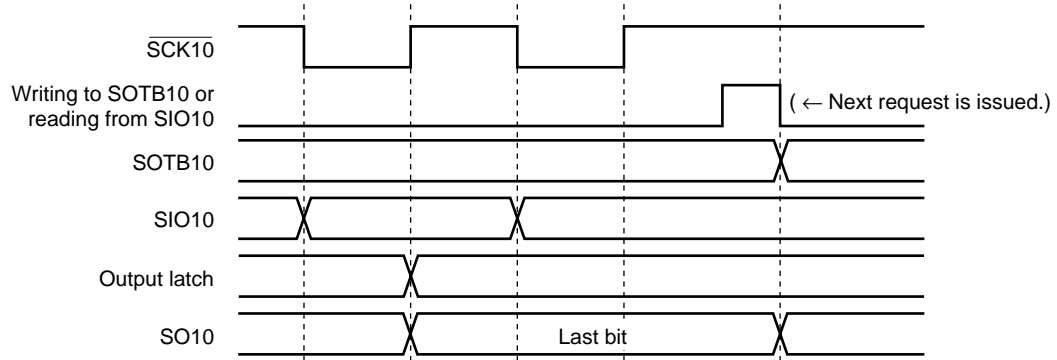 SCK10
Writing to SOTB10 or
reading from SIO10
( ← Next request is issued.)
SOTB10
SIO10
Output latch
SO10
Last bit